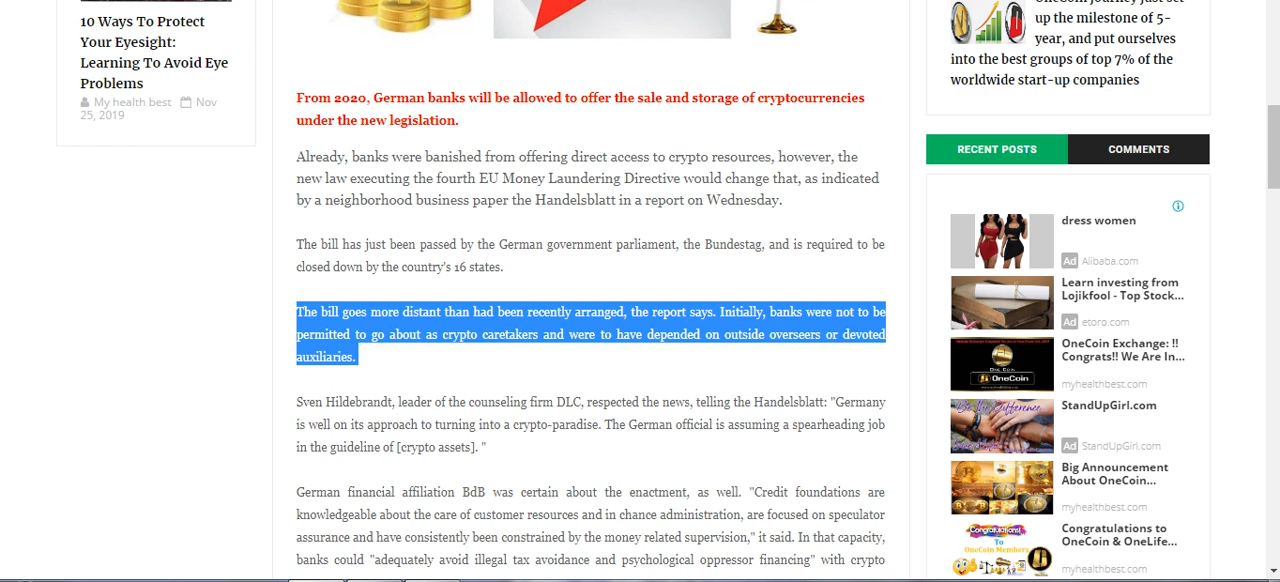 10 Ways To Protect
Your Eyesight:
Learning To Avoid Eye
Problems
My health best Nov
25, 2019
From 2020, German banks will be allowed to offer the sale and storage of cryptocurrencies
under the new legislation.
Already, banks were banished from offering direct access to crypto resources, however, the
new law executing the fourth EU Money Laundering Directive would change that, as indicated
by a neighborhood business paper the Handelsblatt in a report on Wednesday.
The bill has just been passed by the German government parliament, the Bundestag, and is required to be
closed down by the country's 16 states.
The bill goes more distant than had been recently arranged, the report says. Initially, banks were not to be
permitted to go about as crypto caretakers and were to have depended on outside overseers or devoted
auxiliaries.
Sven Hildebrandt, leader of the counseling firm DLC, respected the news, telling the Handelsblatt: "Germany
is well on its approach to turning into a crypto-paradise. The German official is assuming a spearheading job
in the guideline of [crypto assets]. "
German financial affiliation BdB was certain about the enactment, as well. "Credit foundations are
knowledgeable about the care of customer resources and in chance administration, are focused on speculator
assurance and have consistently been constrained by the money related supervision," it said. In that capacity,
banks could "adequately avoid illegal tax avoidance and psychological oppressor financing" with crypto
OneCoin journey just set
up the milestone of 5-
year, and put ourselves
into the best groups of top 7% of the
worldwide start-up companies
RECENT POSTS
COMMENTS
dress women
Ad Alibaba.com
Learn investing from
Lojikfool - Top Stock...
Ad etoro.com
OneCoin Exchange: !!
Congrats!! We Are In...
myhealthbest.com
OneCoin
StandUpGirl.com
Ad StandUpGirl.com
Big Announcement
About OneCoin...
myhealthbest.com
Congratulations to
OneCoin & OneLife...
myhealthbest.com
Congratulations!
To
OneCoin Members